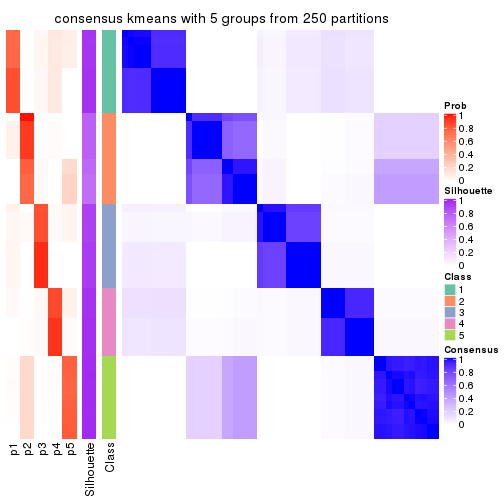 consensus kmeans with 5 groups from 250 partitions
Prob
1
0.8
0.6
0.4
0.2
0
Silhouette
1
0.8
0.6
0.4
0.2
0
Class
1
2
3
4
5
Consensus
1
0.8
0.6
0.4
0.2
0
p1
p2
p3
p4
p5
Silhouette
Class